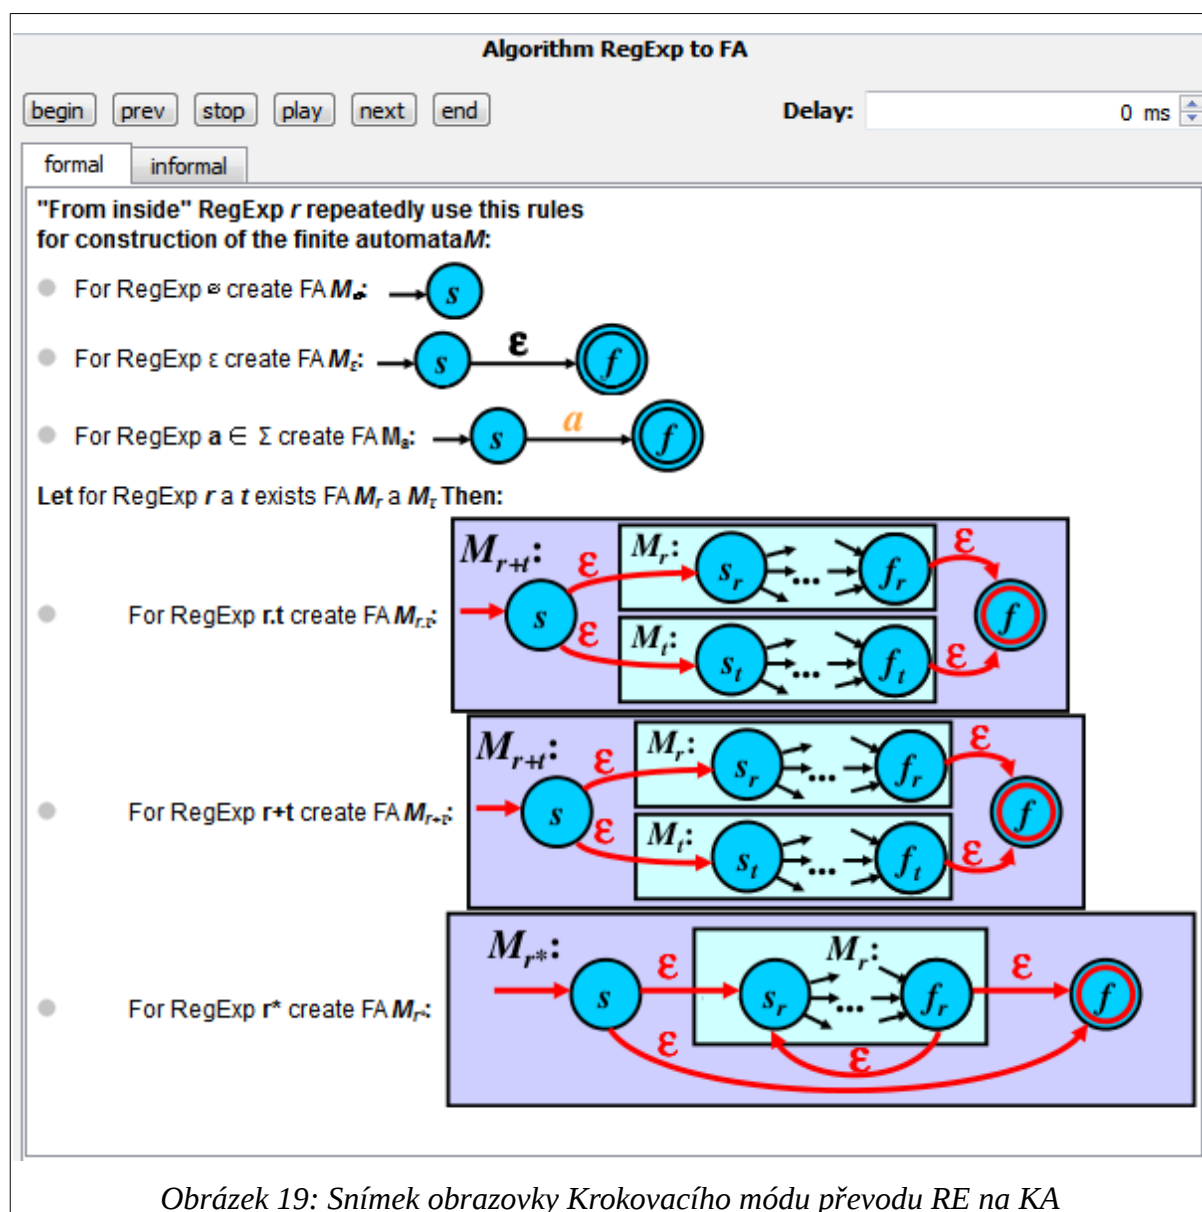 Algorithm RegExp to FA
begin prev stop play next end Delay: 0 ms
formal informal
"From inside" RegExp r repeatedly use this rules
for construction of the finite automataM:
For RegExp ∅ create FA M∅: s
For RegExp ε create FA Mε: s ε f
For RegExp a ∈ Σ create FA Ma: s a f
Let for RegExp r a t exists FA Mr a Mt Then:
For RegExp r.t create FA Mr.t: Mr+t: s ε ε Mr: sr ... fr Mt: st ... ft ε ε f
For RegExp r+t create FA Mr+t: Mr+t: s ε ε Mr: sr ... fr Mt: st ... ft ε ε f
For RegExp r* create FA Mr*: Mr*: s ε Mr: sr ... fr ε f ε ε
Obrázek 19: Snímek obrazovky Krokovacího módu převodu RE na KA